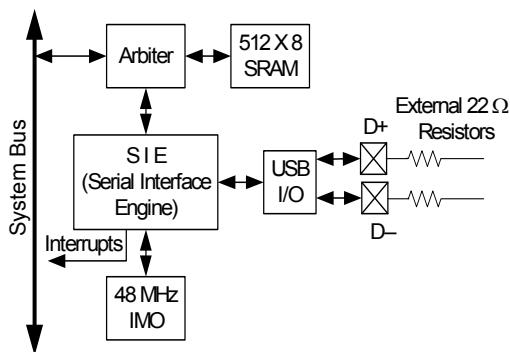 System Bus
Arbiter
512 X 8
SRAM
External 22 Ω
Resistors
D+
S I E
(Serial Interface
Engine)
USB
I/O
D–
Interrupts
48 MHz
IMO